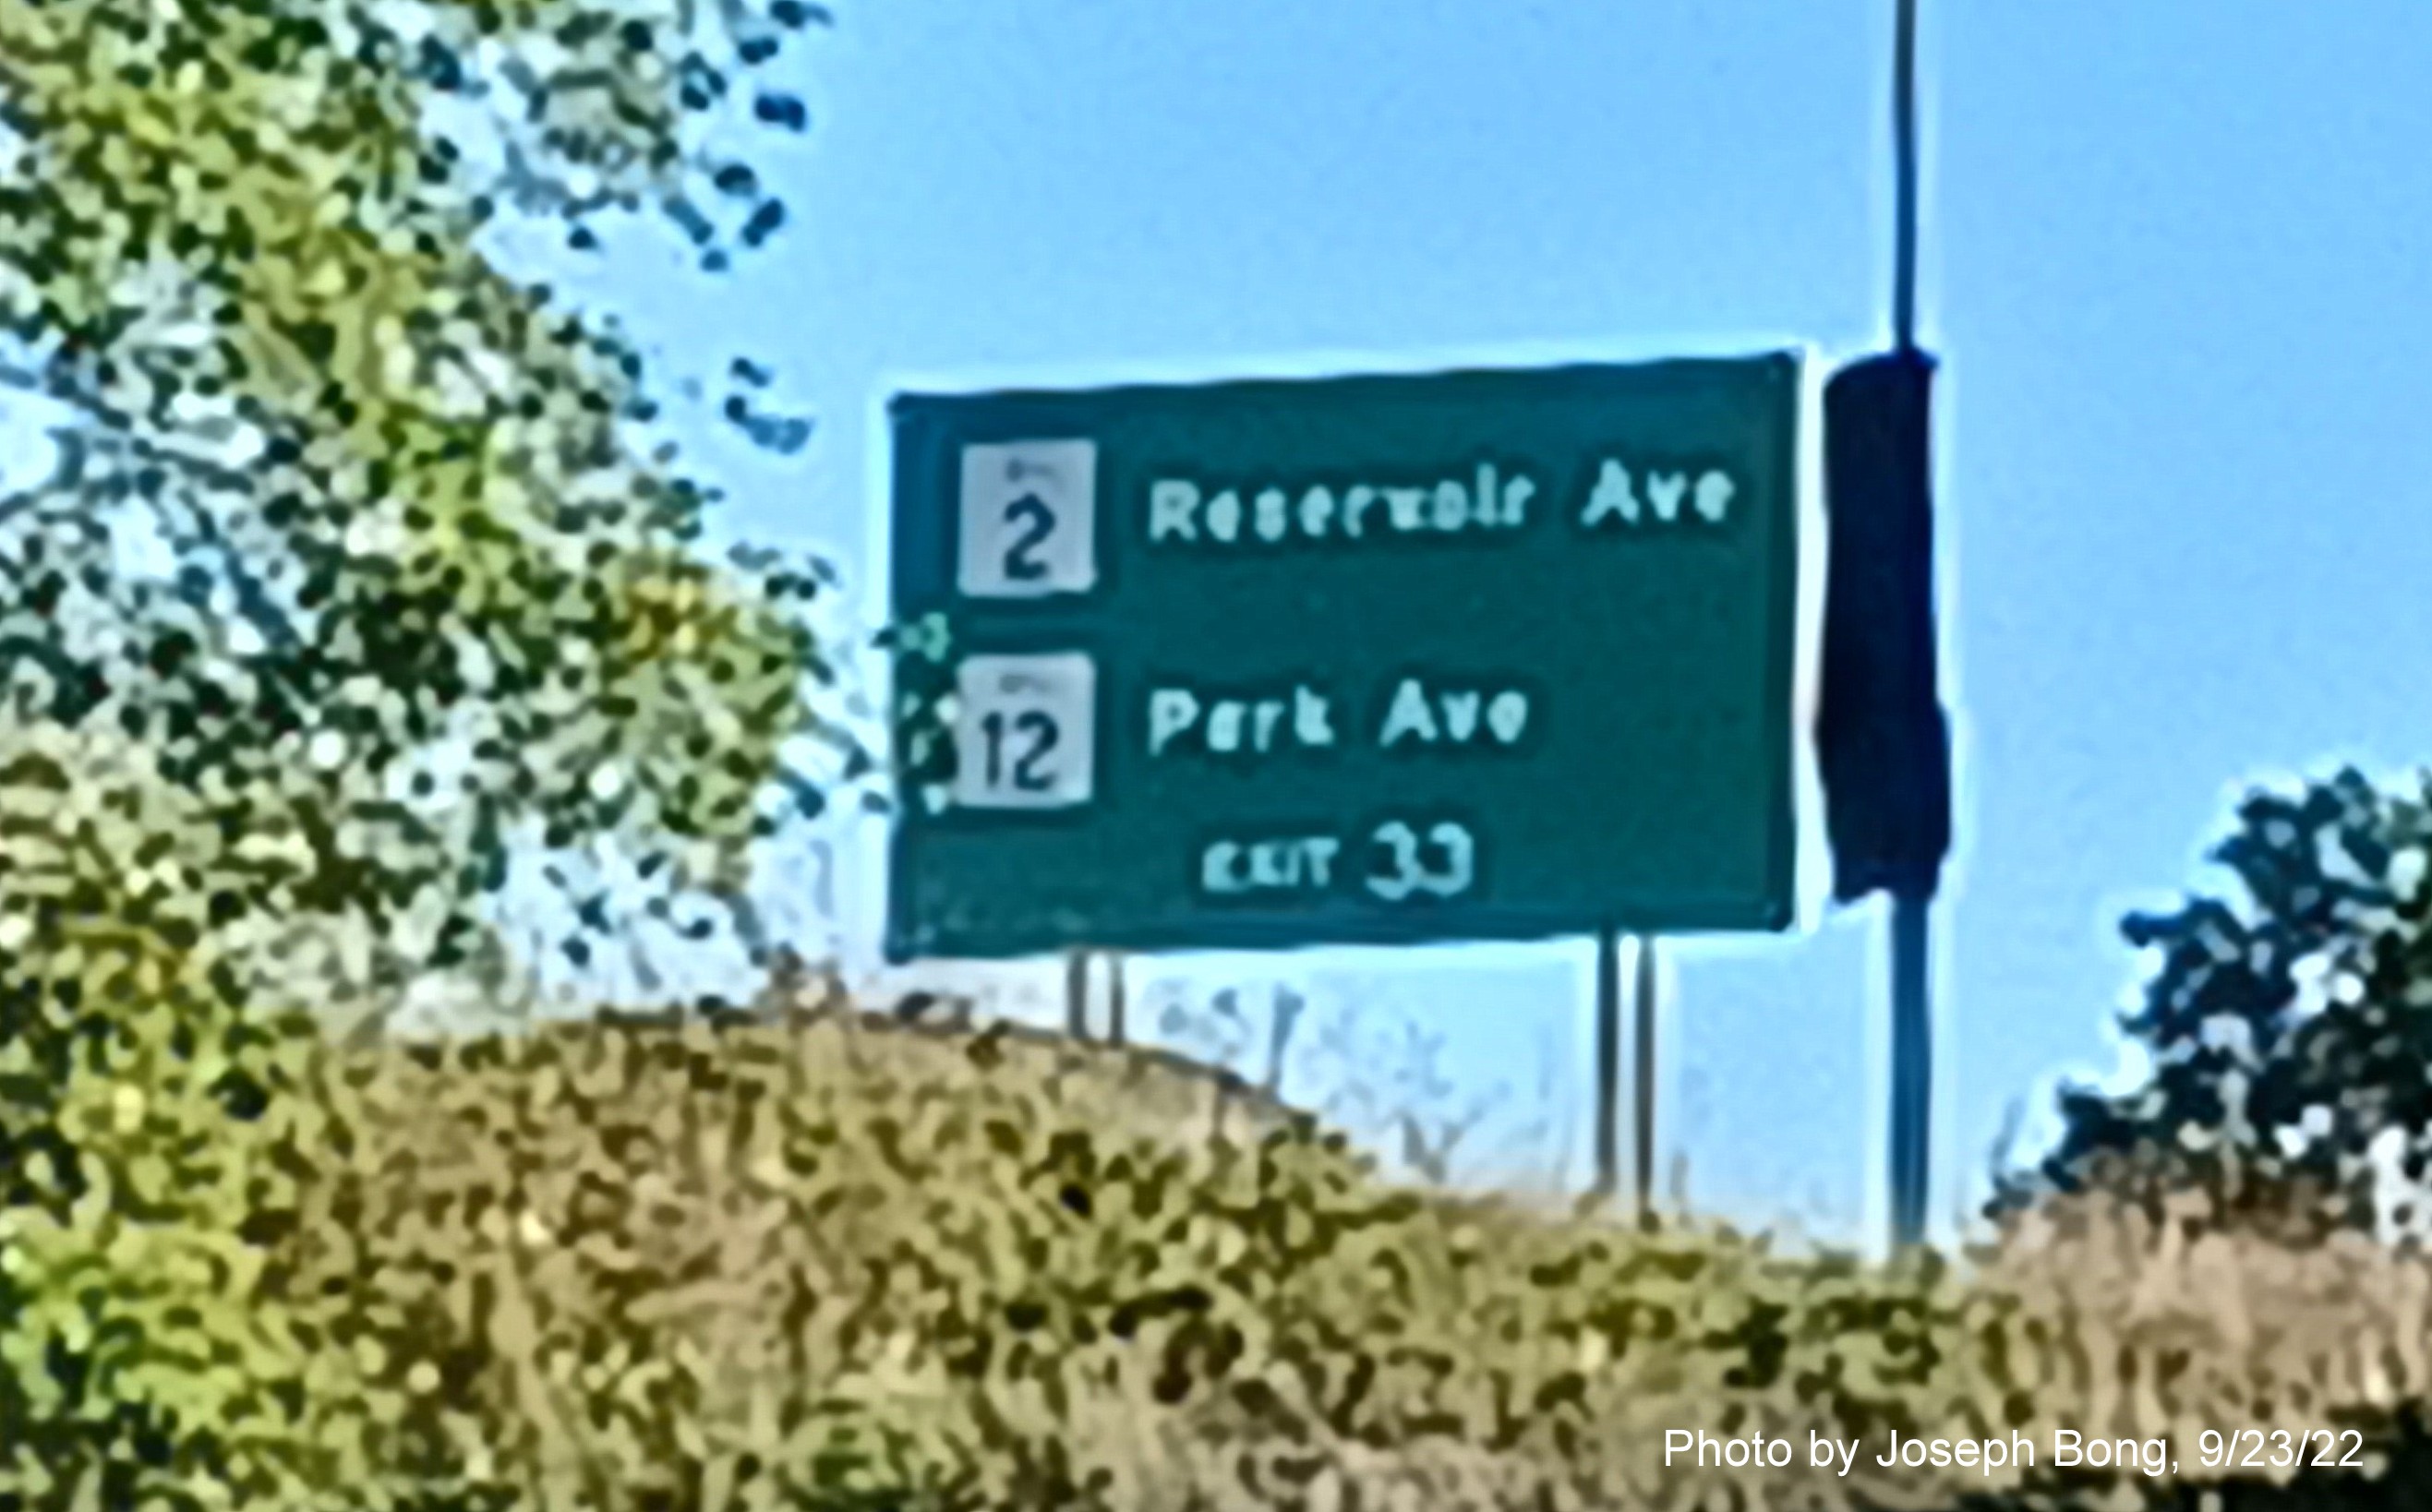 2 Reservoir Ave
12 Park Ave
EXIT 33
Photo by Joseph Bong, 9/23/22